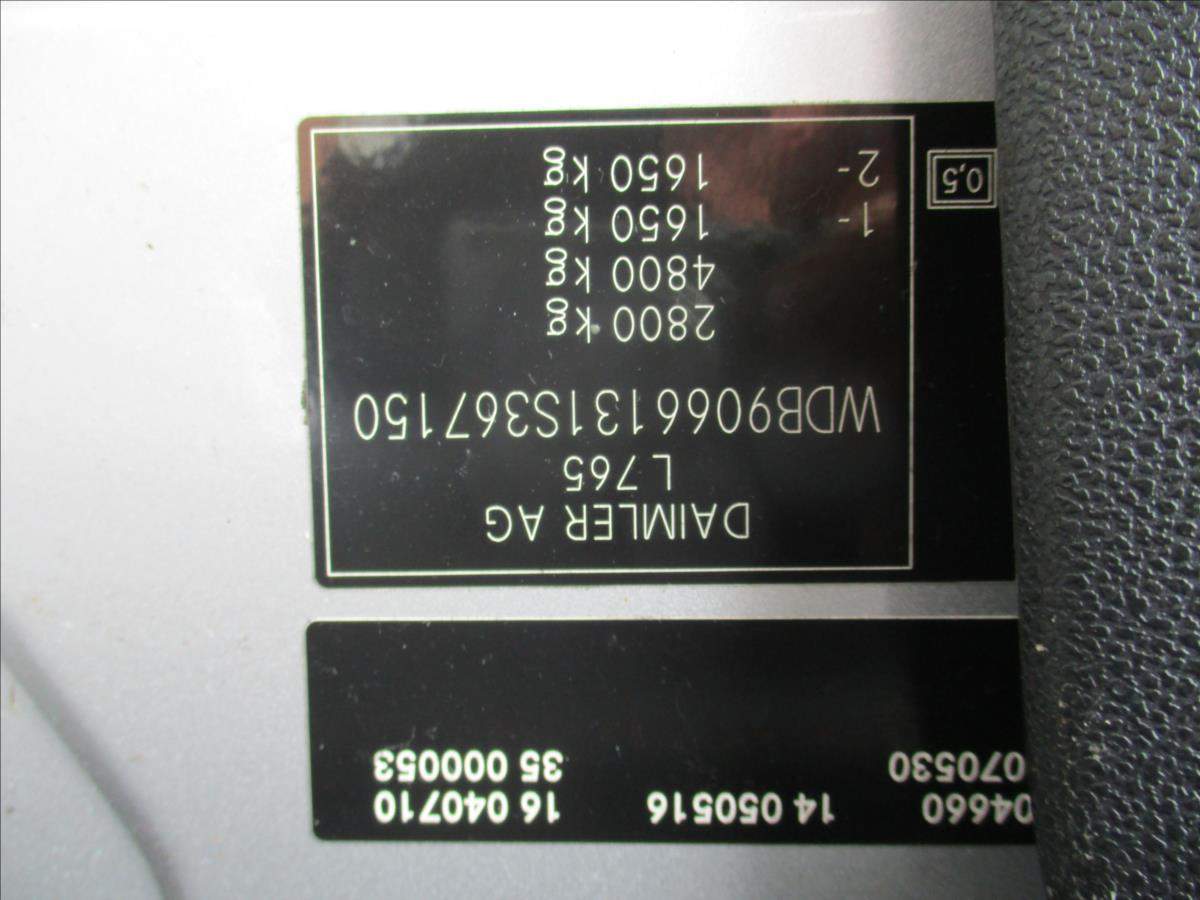 04660 14 050516 16 040710
070530 35 000053
DAIMLER AG
L 765
WDB9066131S367150
2800 kg
4800 kg
1- 1650 kg
2- 1650 kg
0,5